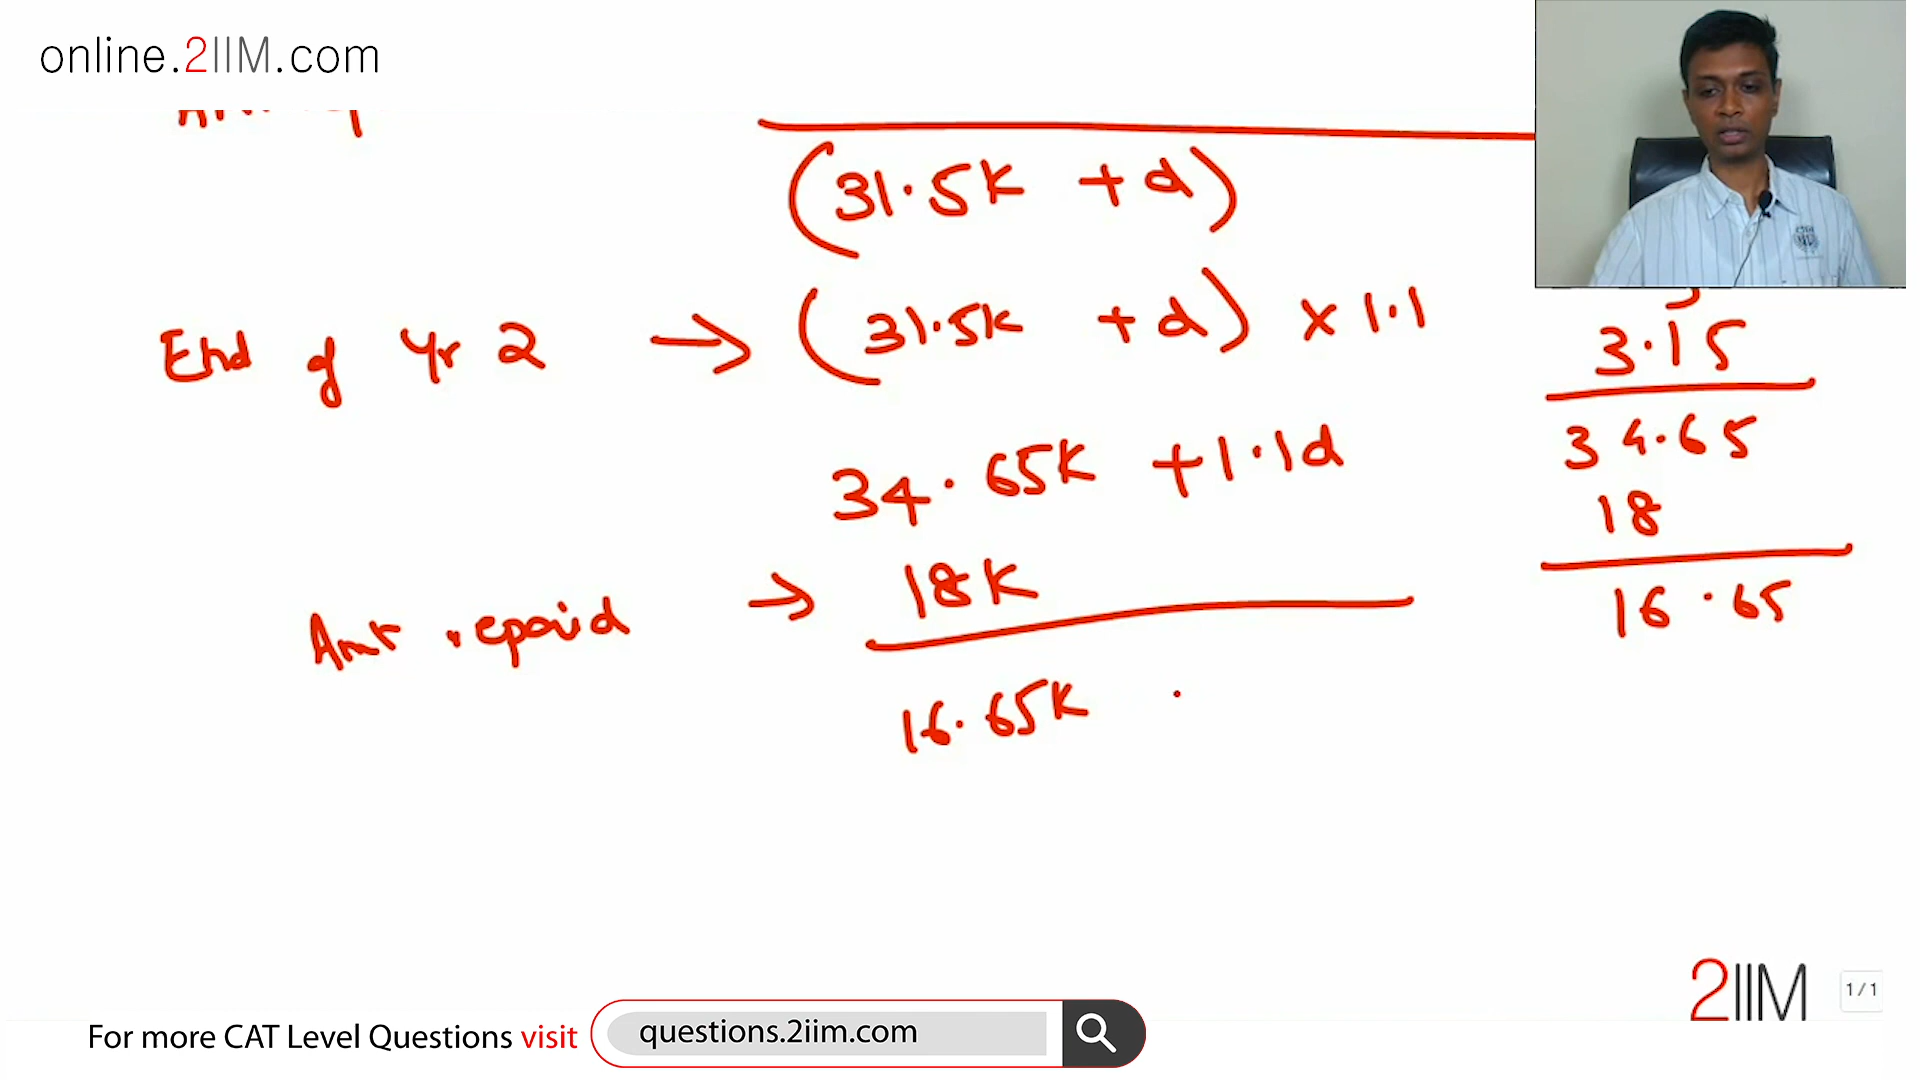 online.2IIM.com
(31.5K + d)
End of Yr 2 → (31.5K + d) x 1.1
3.15
34.65K + 1.1d
34.65
18
Amt repaid → 18K
16.65
16.65K
2IIM
1/1
For more CAT Level Questions visit questions.2iim.com